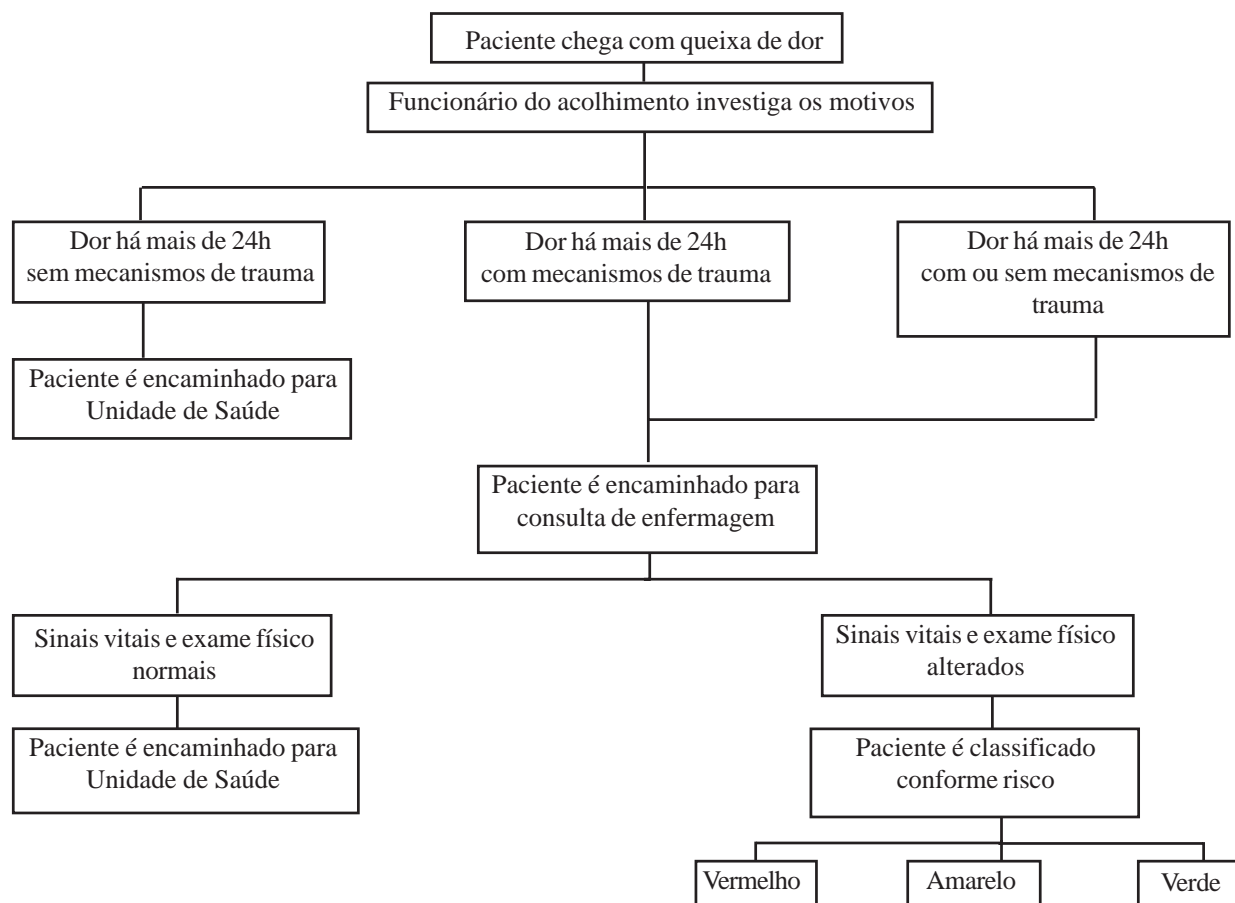 Paciente chega com queixa de dor
Funcionário do acolhimento investiga os motivos
Dor há mais de 24h
sem mecanismos de trauma
Dor há mais de 24h
com mecanismos de trauma
Dor há mais de 24h
com ou sem mecanismos de
trauma
Paciente é encaminhado para
Unidade de Saúde
Paciente é encaminhado para
consulta de enfermagem
Sinais vitais e exame físico
normais
Sinais vitais e exame físico
alterados
Paciente é encaminhado para
Unidade de Saúde
Paciente é classificado
conforme risco
Vermelho
Amarelo
Verde